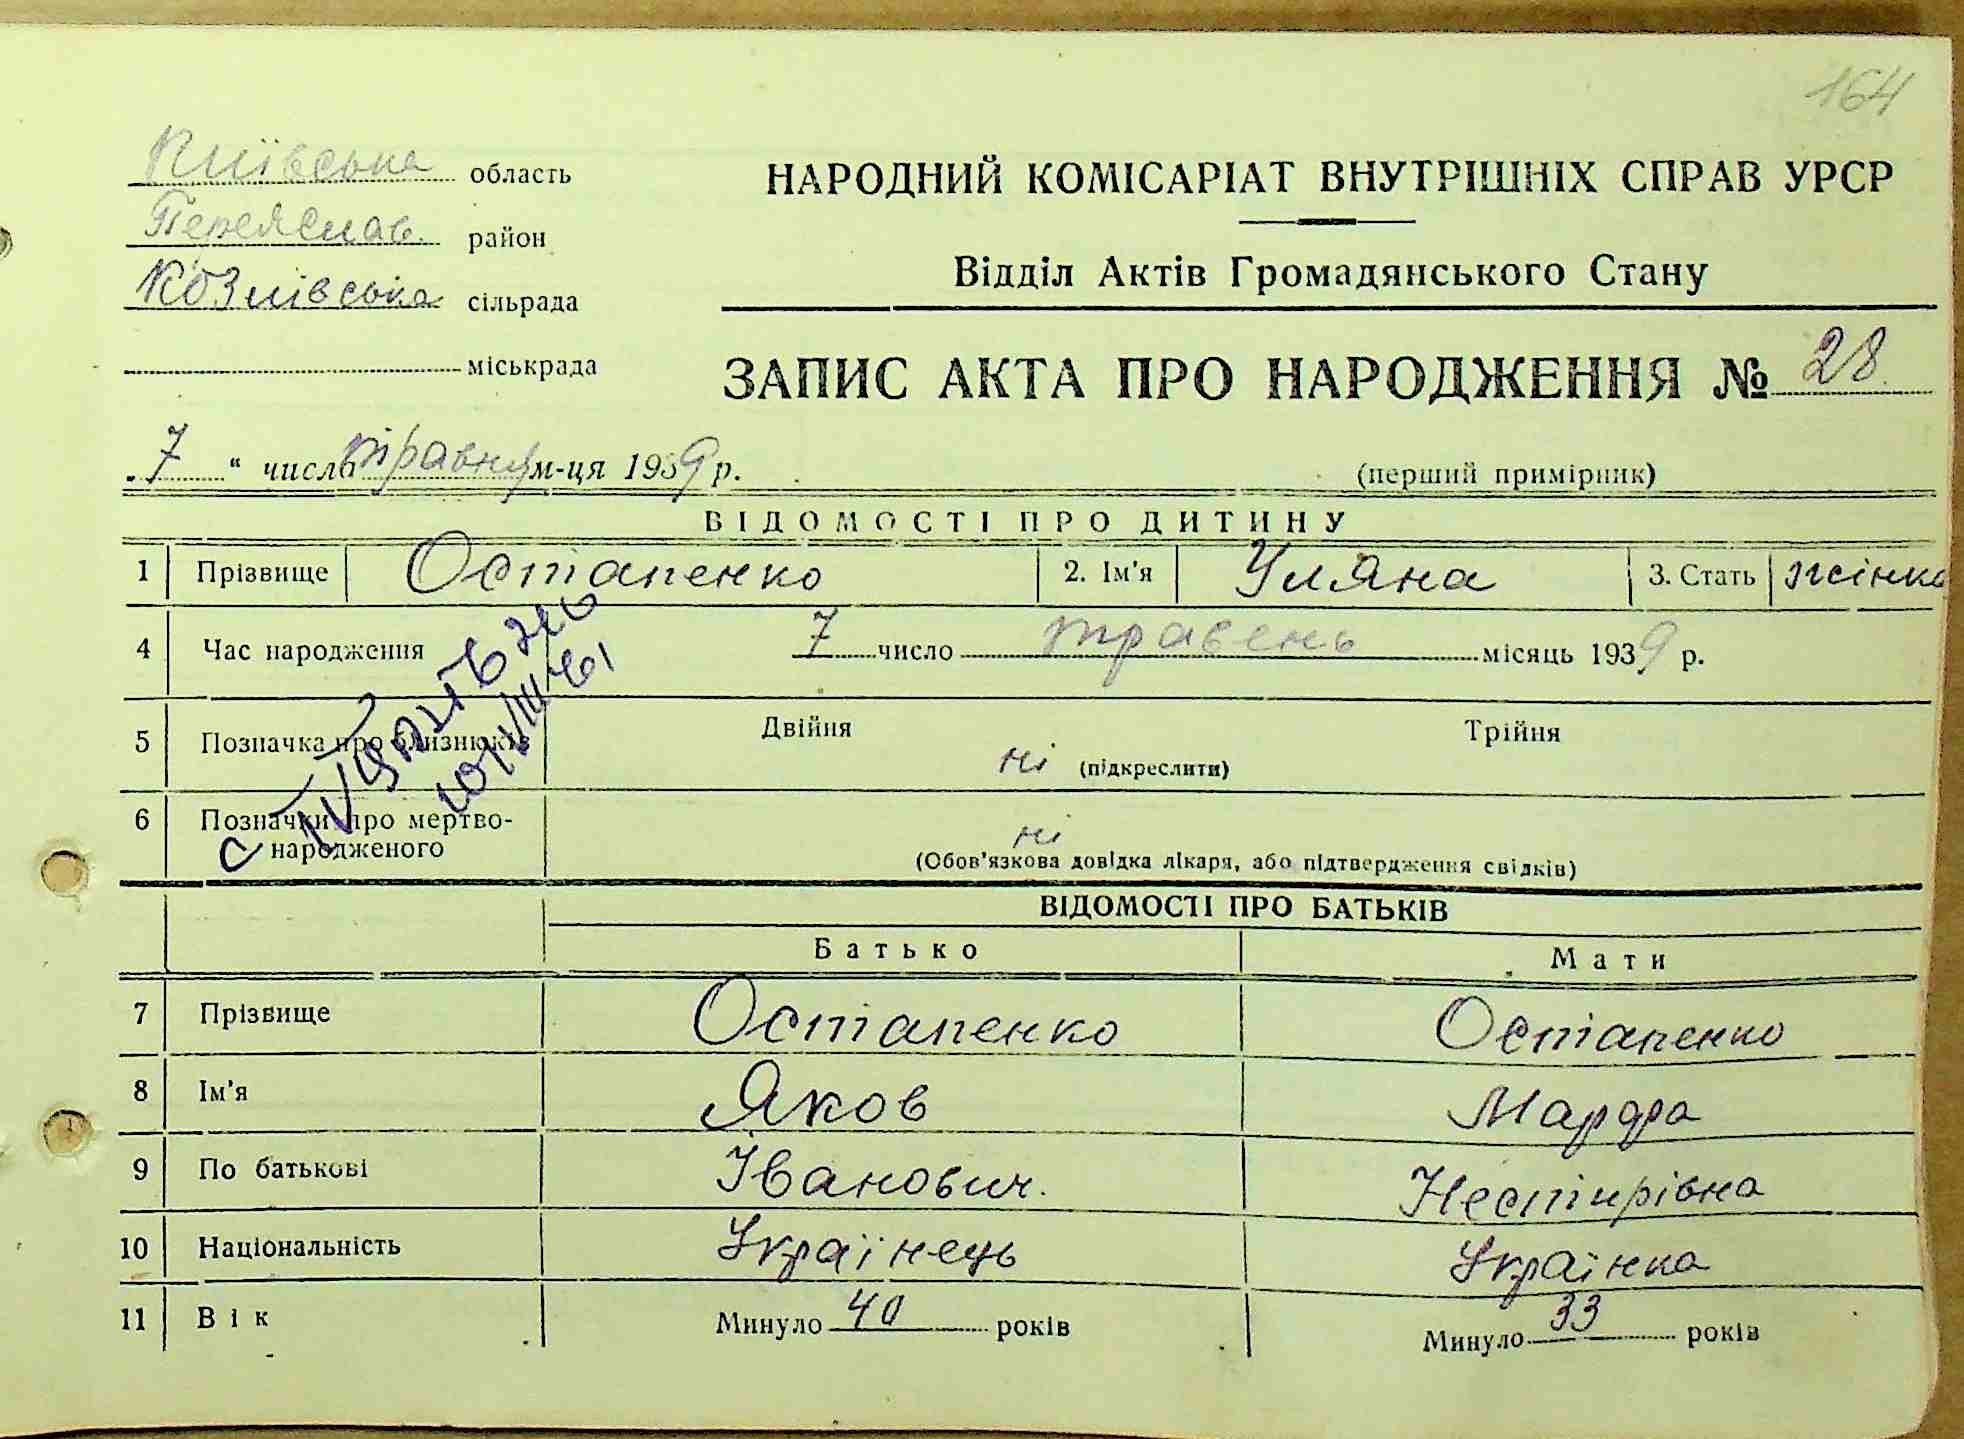 164
Київська область
Переяслав. район
Козлівська сільрада
міськрада
НАРОДНИЙ КОМІСАРІАТ ВНУТРІШНІХ СПРАВ УРСР
Відділ Актів Громадянського Стану
ЗАПИС АКТА ПРО НАРОДЖЕННЯ № 28
„7“ числа травня м-ця 1939 р.
(перший примірник)
ВІДОМОСТІ ПРО ДИТИНУ
1 Прізвище Остапенко 2. Ім'я Уляна 3. Стать жінка
4 Час народження 7 число травень місяць 1939 р.
5 Позначка про близнюків Двійня Трійня
ні (підкреслити)
6 Позначки про мертво-
народженого ні
(Обов'язкова довідка лікаря, або підтвердження свідків)
ВІДОМОСТІ ПРО БАТЬКІВ
Батько Мати
7 Прізвище Остапенко Остапенко
8 Ім'я Яков Марфа
9 По батькові Іванович. Нестирівна
10 Національність Українець Українка
11 Вік Минуло 40 років Минуло 33 років